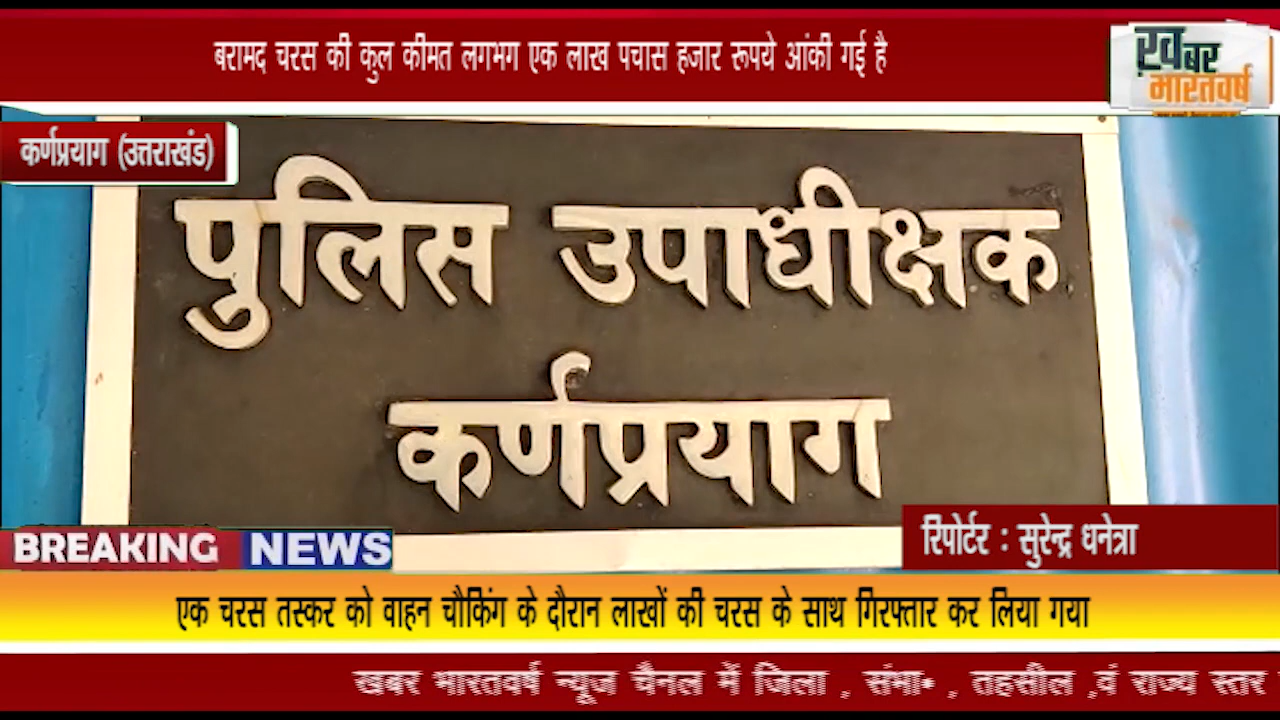 बरामद चरस की कुल कीमत लगभग एक लाख पचास हजार रूपये आंकी गई है
ख़बर
भारतवर्ष
कर्णप्रयाग (उत्तराखंड)
पुलिस उपाधीक्षक
कर्णप्रयाग
रिपोर्टर : सुरेन्द्र धनेत्रा
BREAKING NEWS
एक चरस तस्कर को वाहन चौकिंग के दौरान लाखों की चरस के साथ गिरफ्तार कर लिया गया
खबर भारतवर्ष न्यूज चैनल में जिला , , तहसील राज्य स्तर